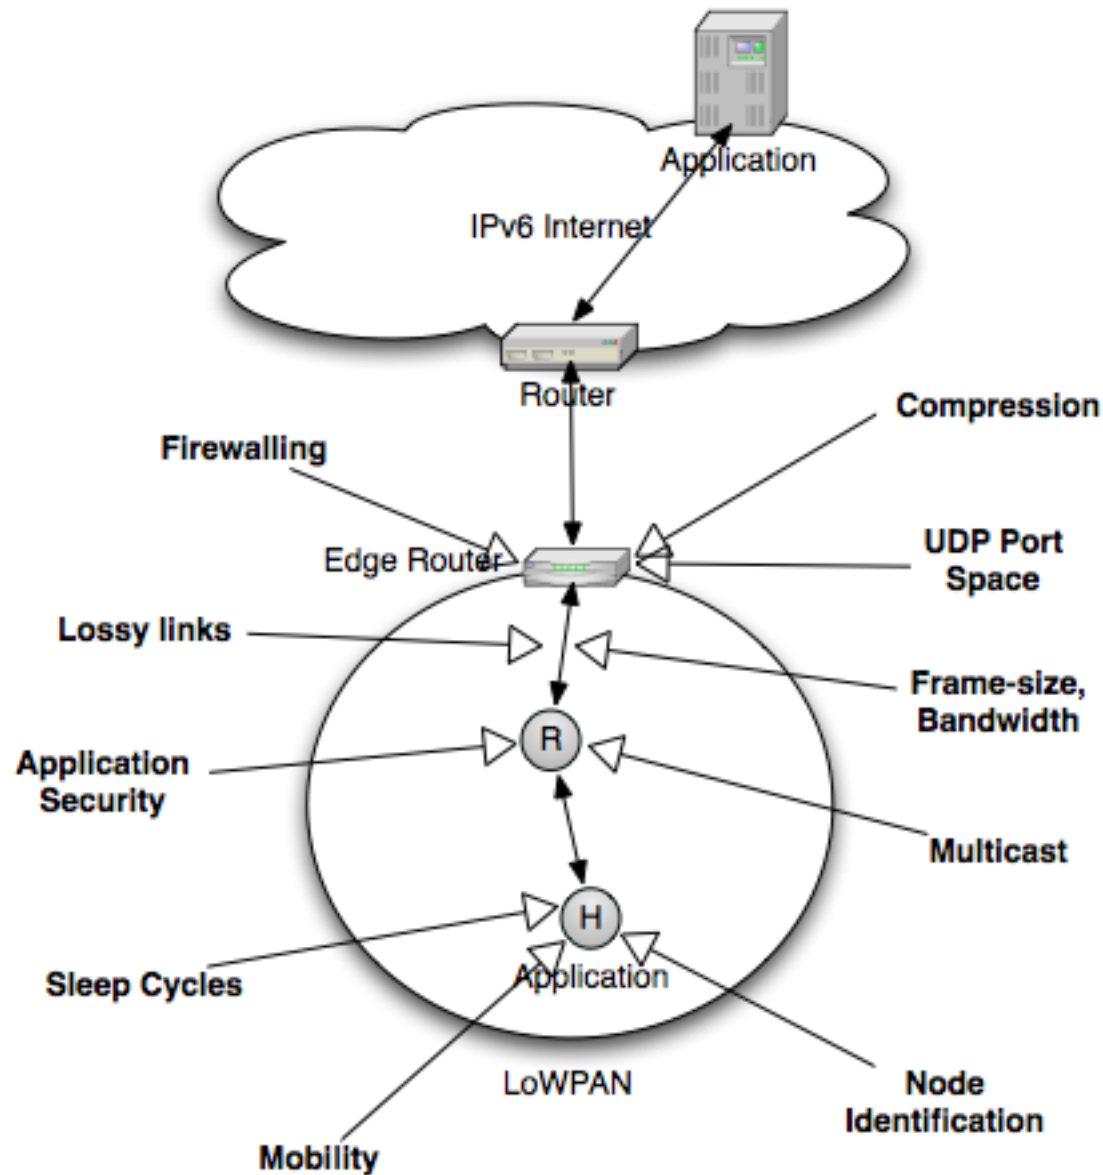 Application
IPv6 Internet
Router
Compression
Firewalling
UDP Port
Space
Edge Router
Lossy links
Frame-size,
Bandwidth
R
Application
Security
Multicast
H
Sleep Cycles
Application
LoWPAN
Node
Identification
Mobility